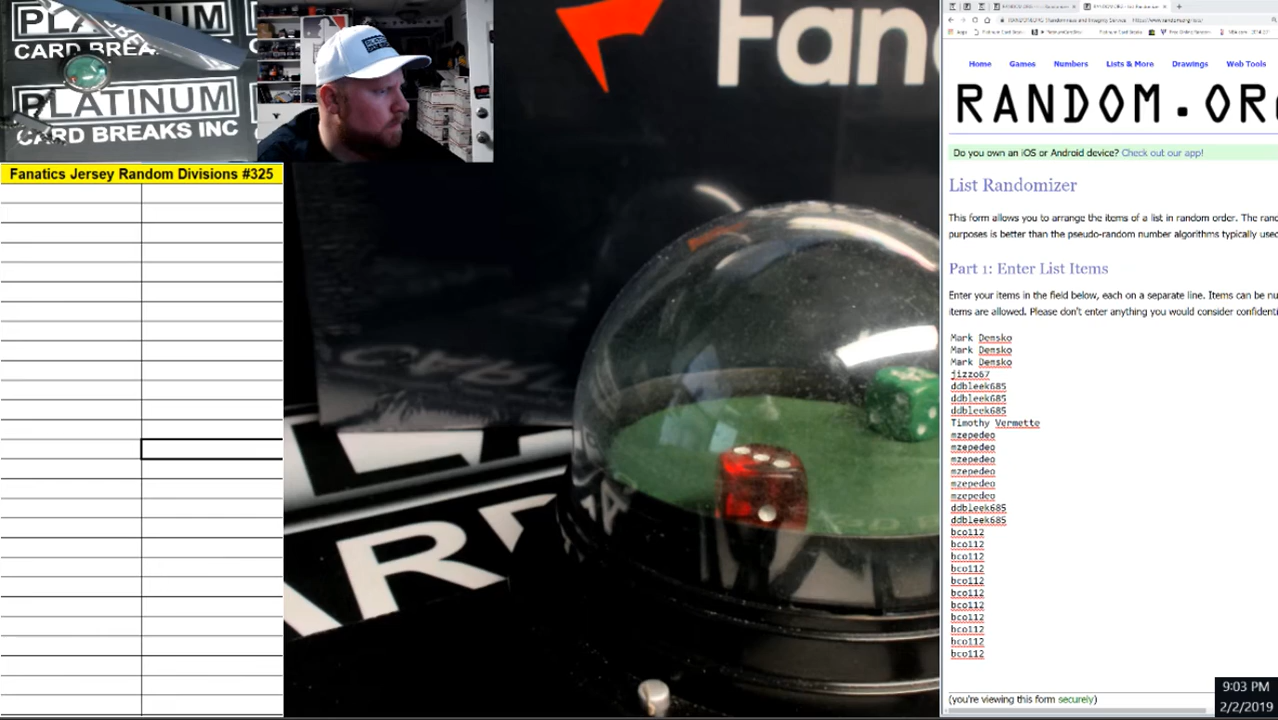 PLATINUM
CARD BREAK
PLATINUM
CARD BREAKS INC
Fanatics Jersey Random Divisions #325
Fan
CARD
Home Games Numbers Lists & More Drawings Web Tools
RANDOM.OR
Do you own an iOS or Android device? Check out our app!
List Randomizer
This form allows you to arrange the items of a list in random order. The
purposes is better than the pseudo-random number algorithms typically
Part 1: Enter List Items
Enter your items in the field below, each on a separate line. Items can be
items are allowed. Please don't enter anything you would consider
Mark Demsko
Mark Demsko
Mark Demsko
jizzo67
ddbleek685
ddbleek685
ddbleek685
Timothy Vermette
mzepedeo
mzepedeo
mzepedeo
mzepedeo
mzepedeo
mzepedeo
ddbleek685
ddbleek685
bco112
bco112
bco112
bco112
bco112
bco112
bco112
bco112
bco112
bco112
bco112
(you're viewing this form securely)
9:03 PM
2/2/2019